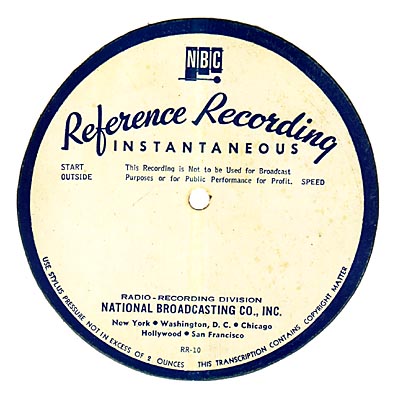 NBC
Reference Recording
INSTANTANEOUS
START
OUTSIDE
This Recording is Not to be Used for Broadcast
Purposes or for Public Performance for Profit.
SPEED
RADIO-RECORDING DIVISION
NATIONAL BROADCASTING CO., INC.
New York • Washington, D. C. • Chicago
Hollywood • San Francisco
RR-10
USE STYLUS PRESSURE NOT IN EXCESS OF 2 OUNCES
THIS TRANSCRIPTION CONTAINS COPYRIGHT MATTER